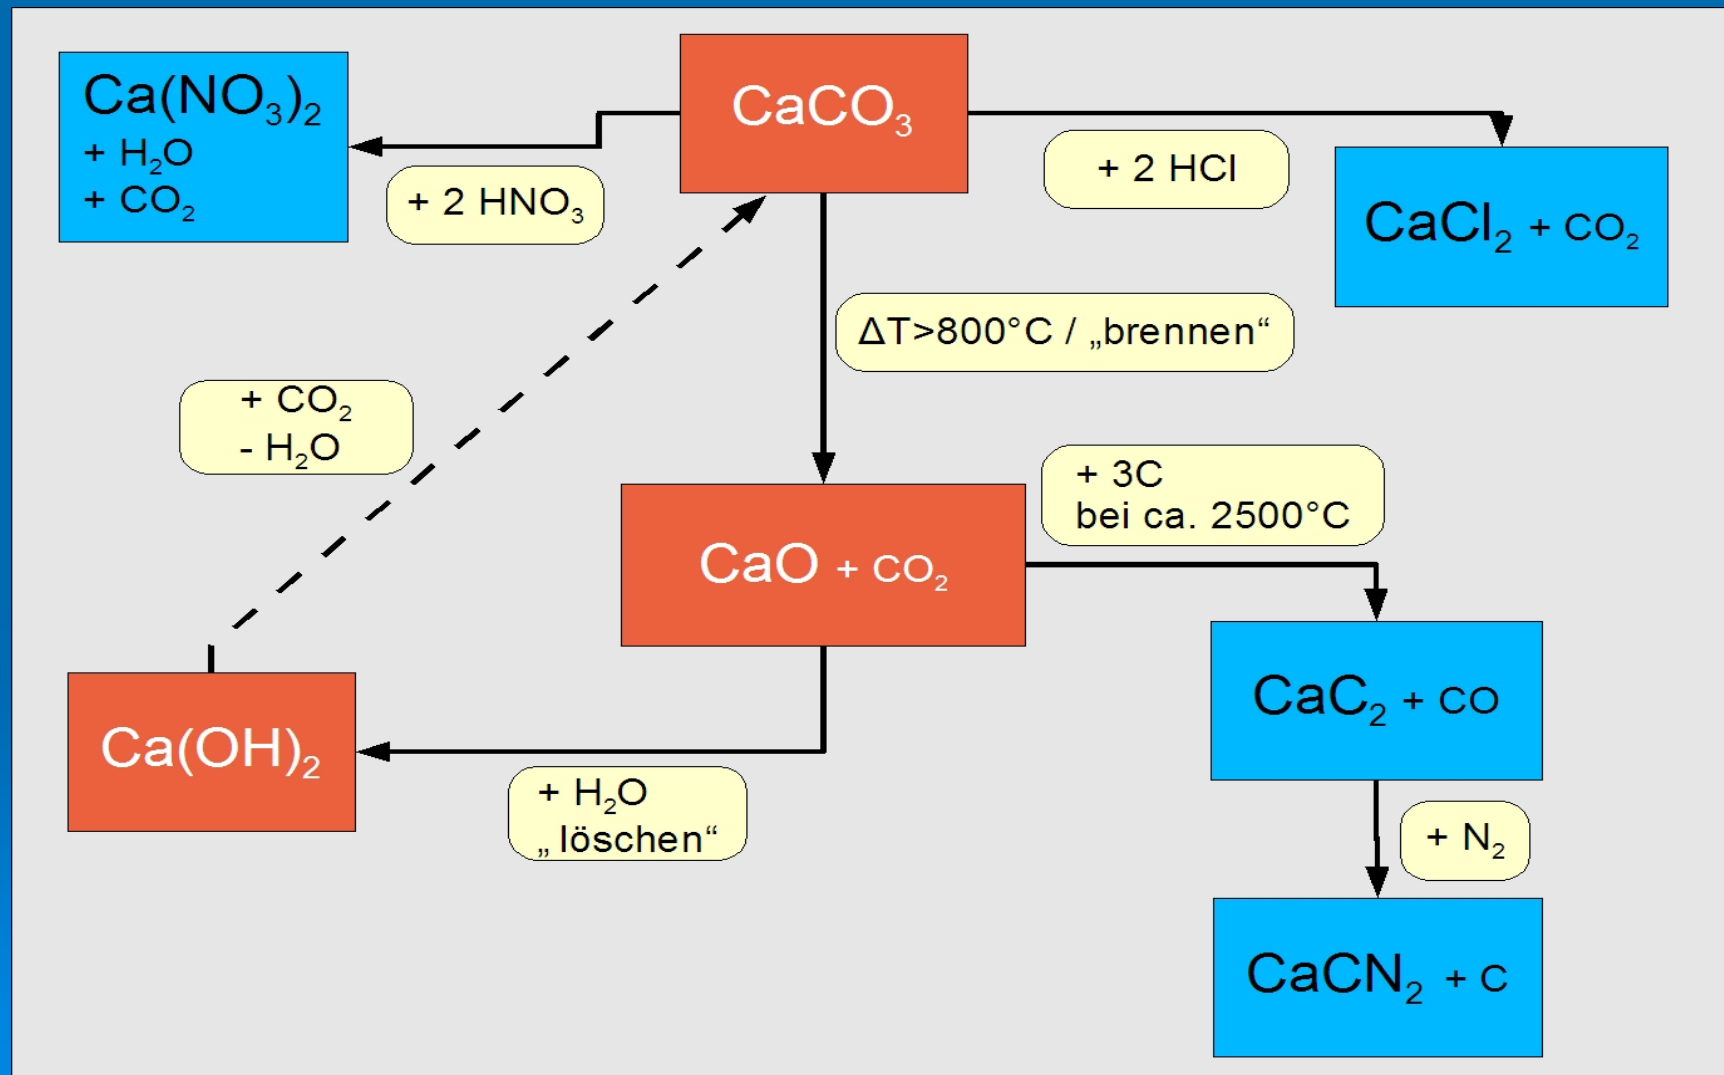 Ca(NO₃)₂
+ H₂O
+ CO₂
CaCO₃
+ 2 HNO₃
+ 2 HCl
CaCl₂ + CO₂
ΔT>800°C / „brennen“
+ CO₂
- H₂O
+ 3C
bei ca. 2500°C
CaO + CO₂
CaC₂ + CO
Ca(OH)₂
+ H₂O
„löschen“
+ N₂
CaCN₂ + C